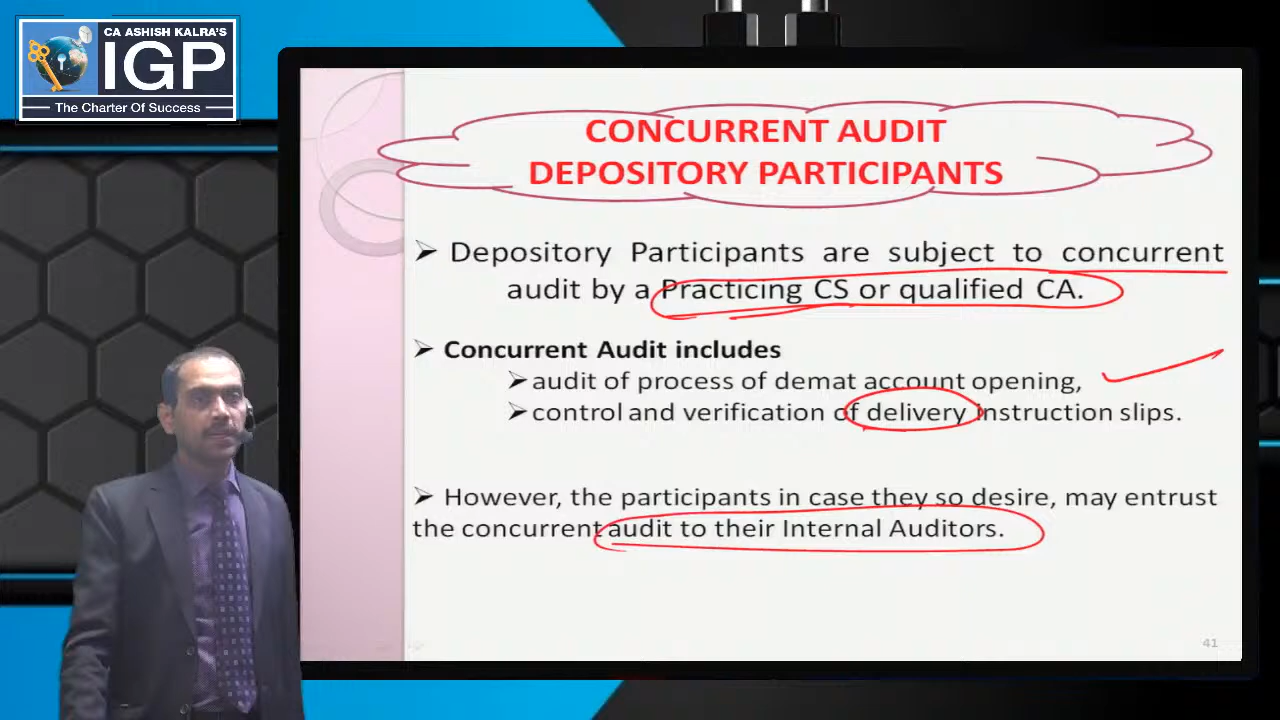 CA ASHISH KALRA'S
IGP
The Charter Of Success
CONCURRENT AUDIT
DEPOSITORY PARTICIPANTS
➢ Depository Participants are subject to concurrent
audit by a Practicing CS or qualified CA.
➢ Concurrent Audit includes
➢audit of process of demat account opening,
➢control and verification of delivery instruction slips.
➢ However, the participants in case they so desire, may entrust
the concurrent audit to their Internal Auditors.
41